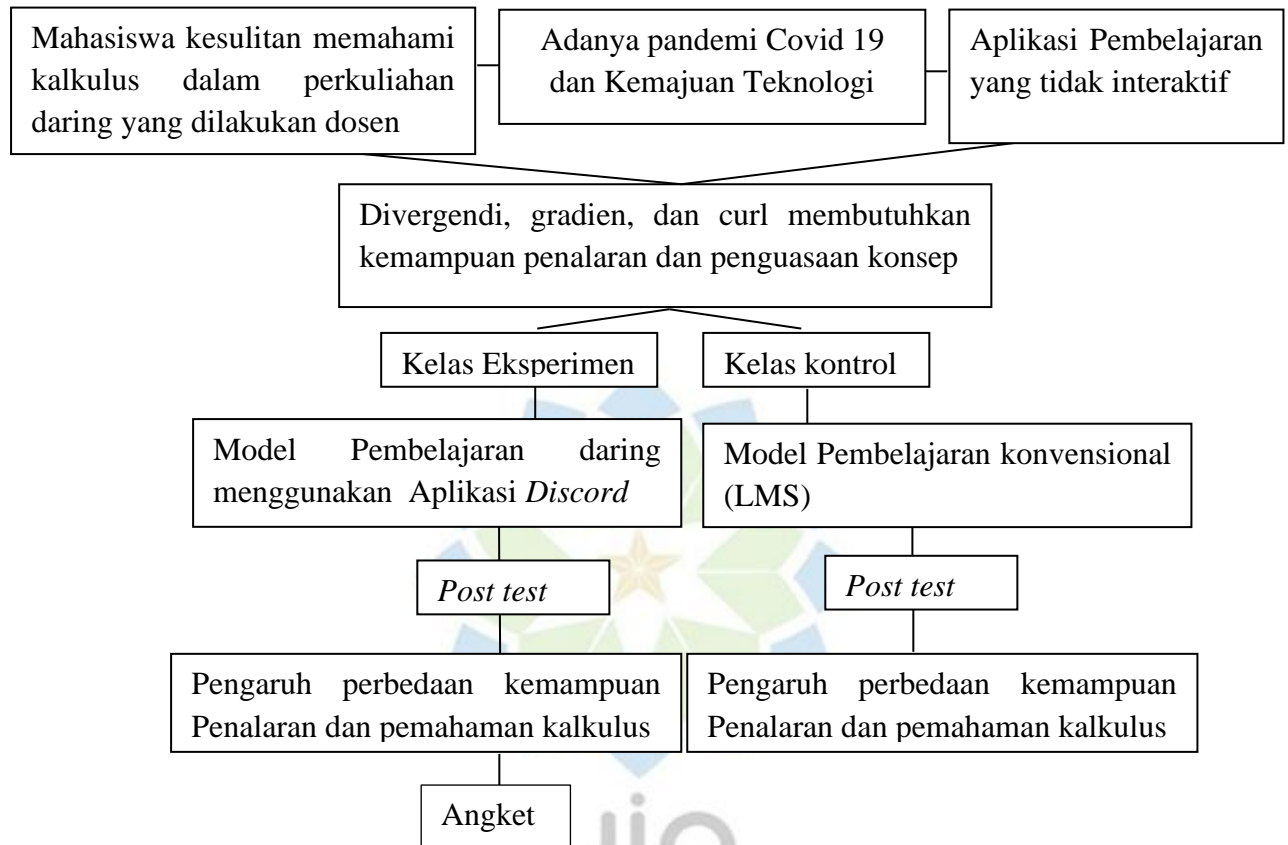 Mahasiswa kesulitan memahami
kalkulus dalam perkuliahan
daring yang dilakukan dosen
Adanya pandemi Covid 19
dan Kemajuan Teknologi
Aplikasi Pembelajaran
yang tidak interaktif
Divergendi, gradien, dan curl membutuhkan
kemampuan penalaran dan penguasaan konsep
Kelas Eksperimen
Kelas kontrol
Model Pembelajaran daring
menggunakan Aplikasi Discord
Model Pembelajaran konvensional
(LMS)
Post test
Post test
Pengaruh perbedaan kemampuan
Penalaran dan pemahaman kalkulus
Pengaruh perbedaan kemampuan
Penalaran dan pemahaman kalkulus
Angket